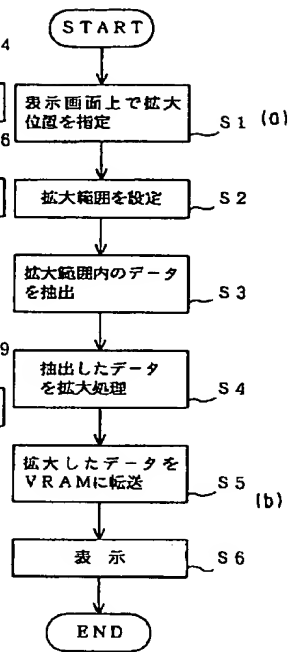 START
4
表示画面上で拡大
位置を指定
S1 (a)
6
拡大範囲を設定
S2
拡大範囲内のデータ
を抽出
S3
9
抽出したデータ
を拡大処理
S4
拡大したデータを
VRAMに転送
S5
(b)
表示
S6
END